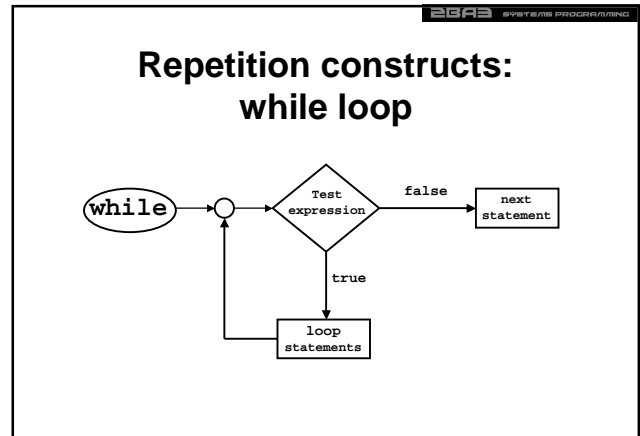 2BA3 SYSTEMS PROGRAMMING
Repetition constructs:
while loop
while
Test
expression
false
next
statement
true
loop
statements